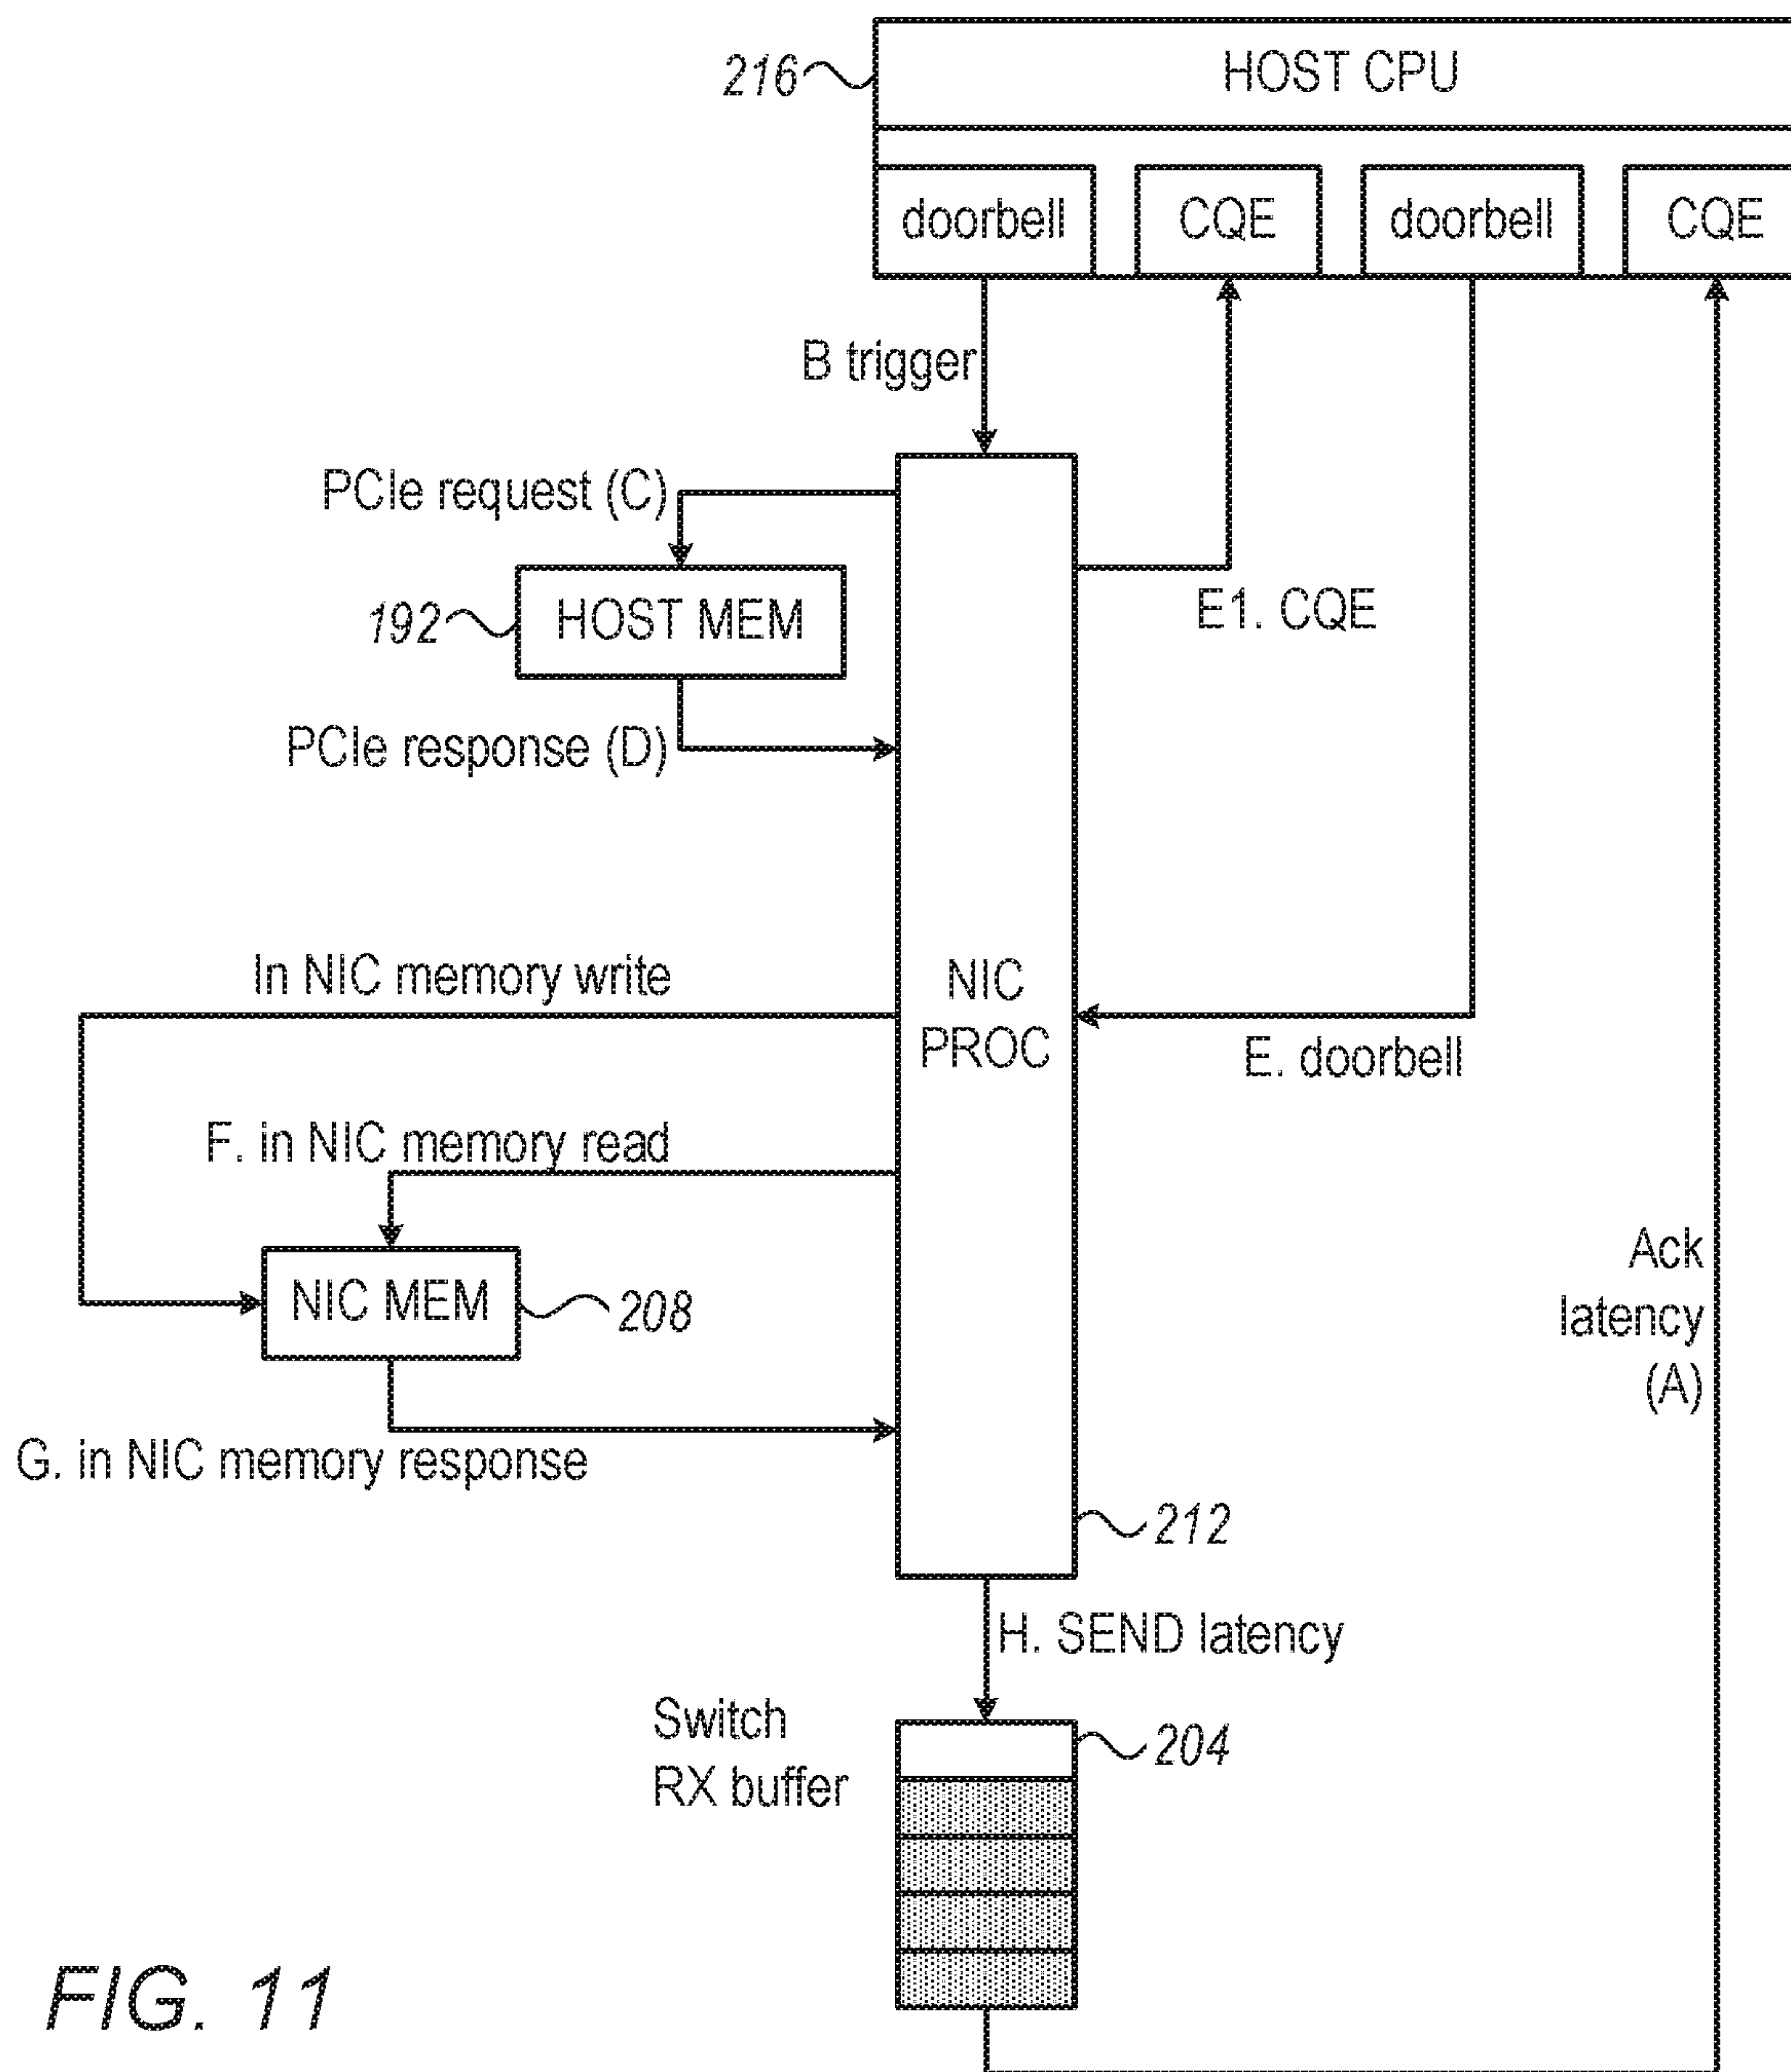 216
HOST CPU
doorbell
CQE
doorbell
CQE
B trigger
PCIe request (C)
192
HOST MEM
E1. CQE
PCIe response (D)
In NIC memory write
NIC
PROC
E. doorbell
F. in NIC memory read
NIC MEM
208
Ack
latency
(A)
G. in NIC memory response
212
H. SEND latency
Switch
RX buffer
204
FIG. 11